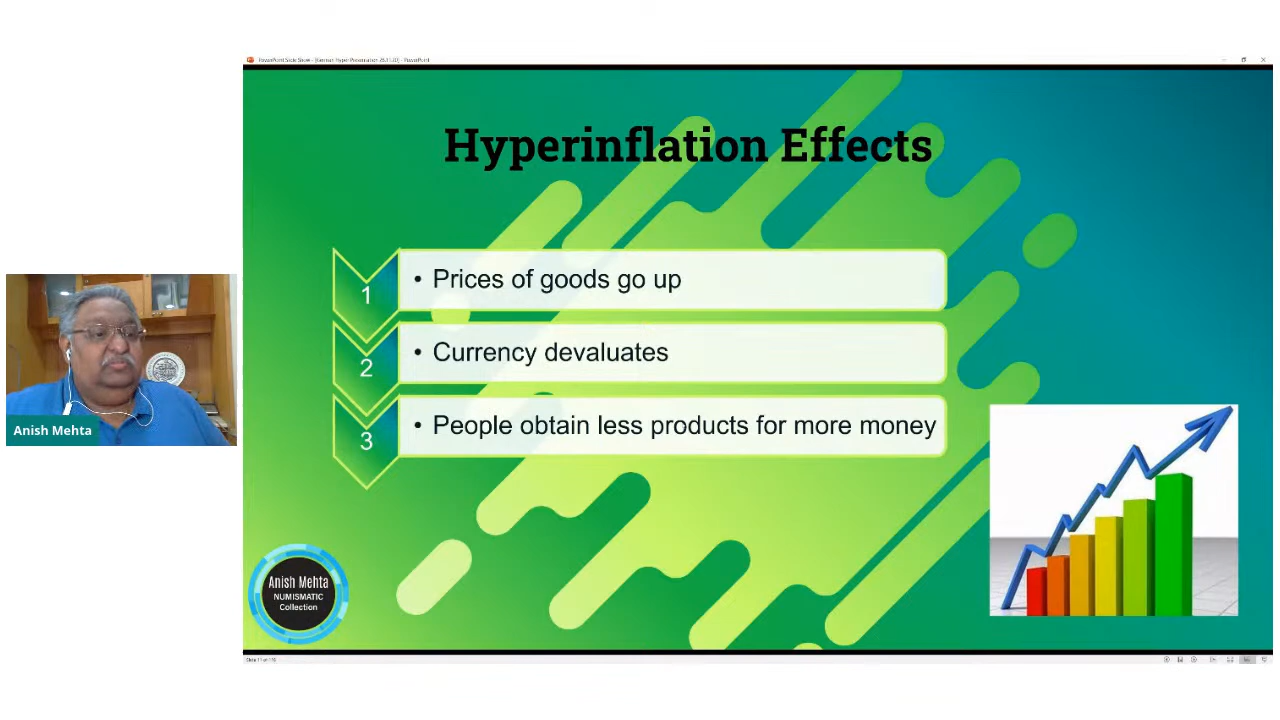 Hyperinflation Effects
1
• Prices of goods go up
2
• Currency devaluates
3
• People obtain less products for more money
Anish Mehta
Anish Mehta
NUMISMATIC
Collection